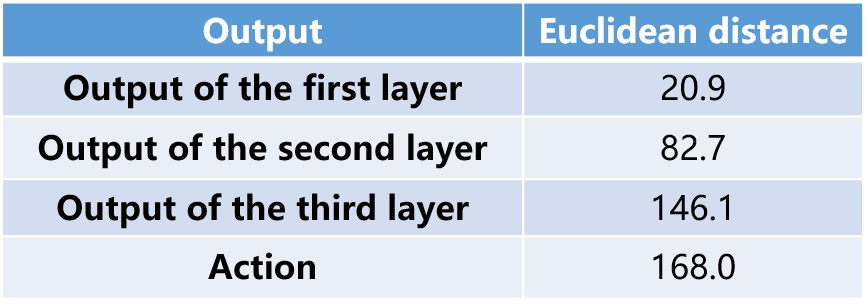 Output Euclidean distance
Output of the first layer 20.9
Output of the second layer 82.7
Output of the third layer 146.1
Action 168.0